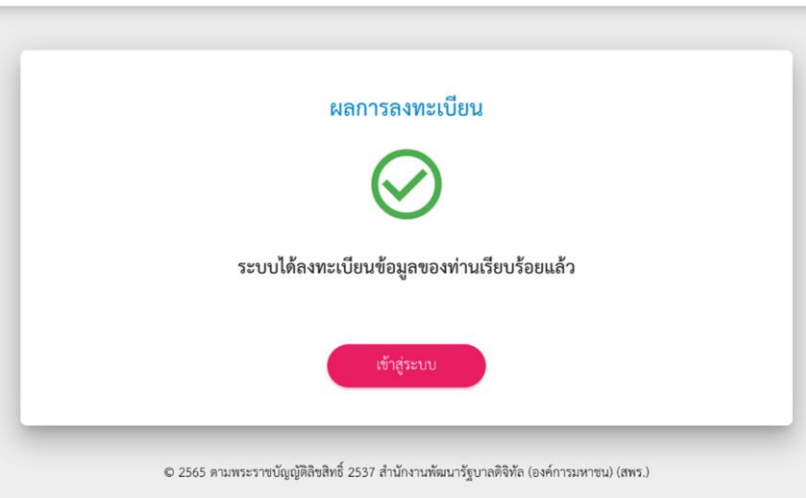 ผลการลงทะเบียน
ระบบได้ลงทะเบียนข้อมูลของท่านเรียบร้อยแล้ว
เข้าสู่ระบบ
© 2565 ตามพระราชบัญญัติลิขสิทธิ์ 2537 สำนักงานพัฒนารัฐบาลดิจิทัล (องค์การมหาชน) (สพร.)